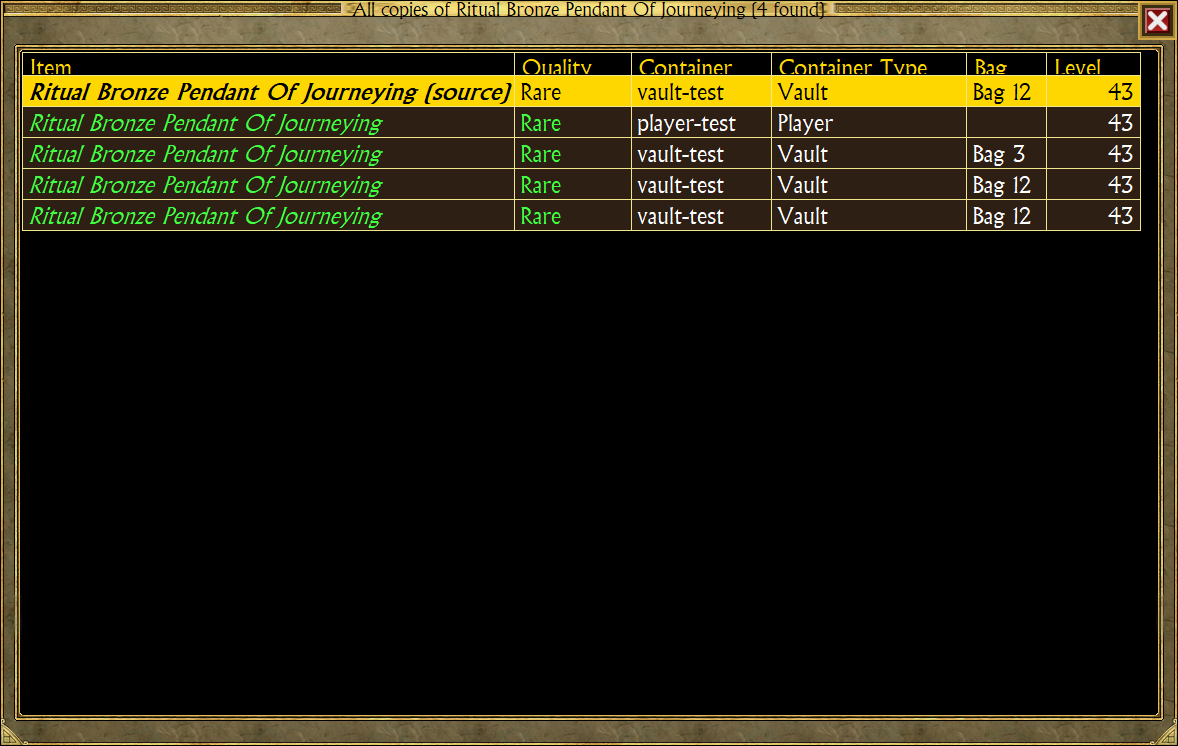 All copies of Ritual Bronze Pendant Of Journeying (4 found)
Item Quality Container Container Type Bag Level
Ritual Bronze Pendant Of Journeying (source) Rare vault-test Vault Bag 12 43
Ritual Bronze Pendant Of Journeying Rare player-test Player 43
Ritual Bronze Pendant Of Journeying Rare vault-test Vault Bag 3 43
Ritual Bronze Pendant Of Journeying Rare vault-test Vault Bag 12 43
Ritual Bronze Pendant Of Journeying Rare vault-test Vault Bag 12 43